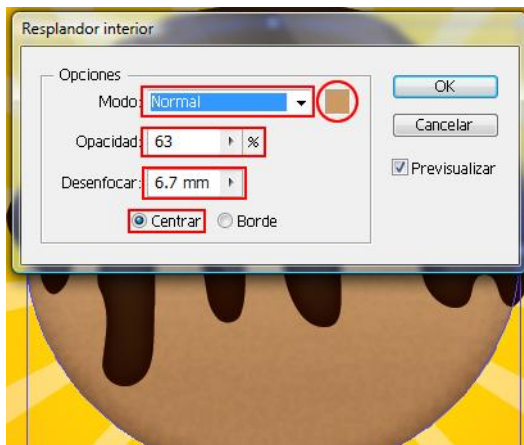 Resplandor interior
Opciones
Modo: Normal
OK
Cancelar
Opacidad: 63 %
Previsualizar
Desenfocar: 6.7 mm
Centrar Borde